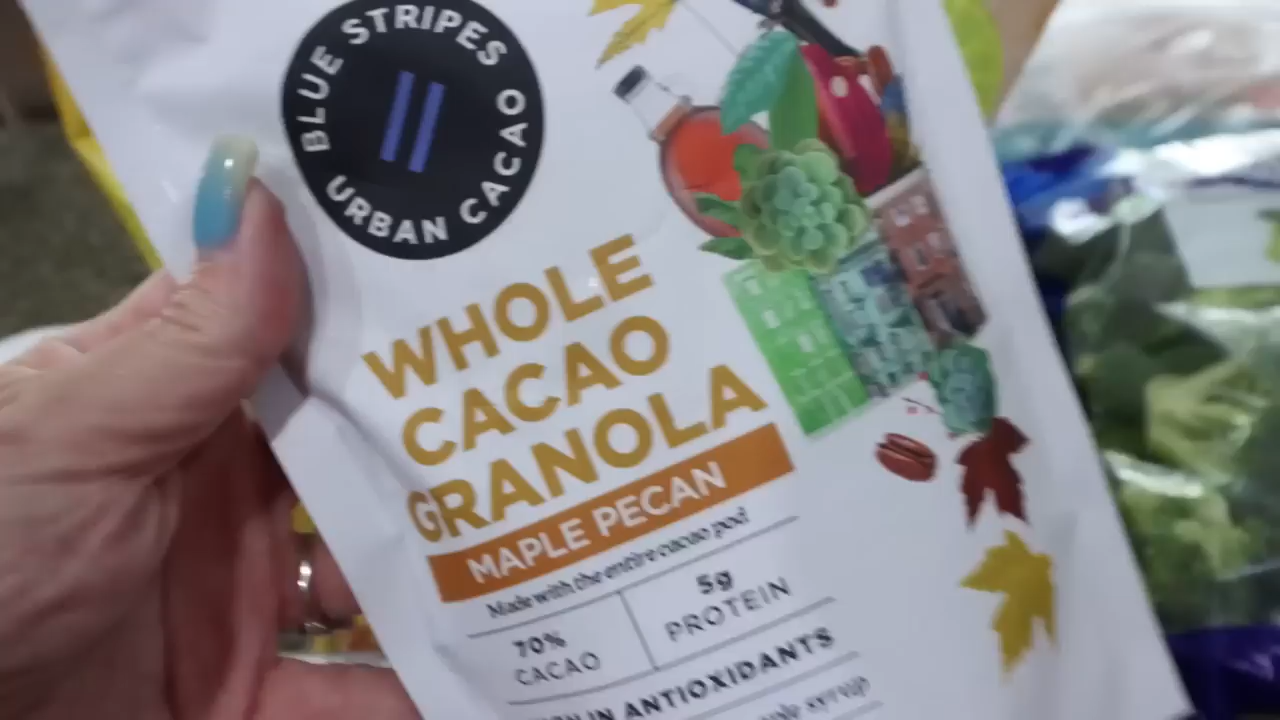 BLUE STRIPES
URBAN CACAO
WHOLE
CACAO
GRANOLA
MAPLE PECAN
Made with the entire cacao pod
70%
CACAO
5g
PROTEIN
IN ANTIOXIDANTS
syrup